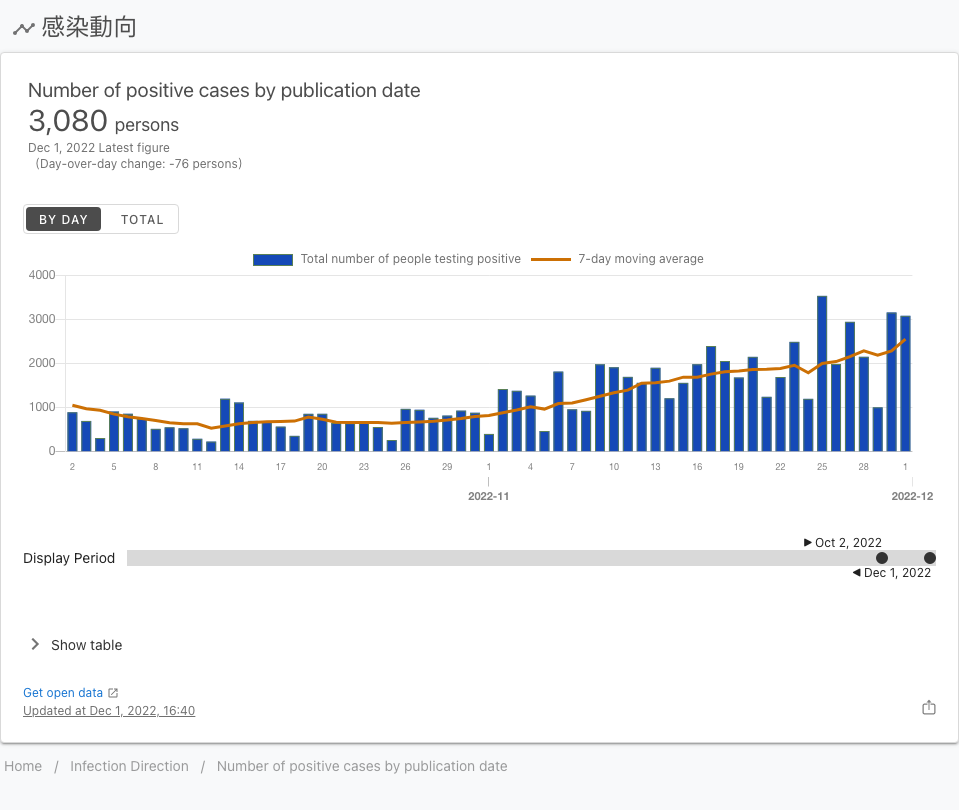 感染動向
Number of positive cases by publication date
3,080 persons
Dec 1, 2022 Latest figure
(Day-over-day change: -76 persons)
BY DAY TOTAL
Total number of people testing positive 7-day moving average
4000
3000
2000
1000
0
2 5 8 11 14 17 20 23 26 29 1 4 7 10 13 16 19 22 25 28 1
2022-11 2022-12
Oct 2, 2022
Display Period
Dec 1, 2022
Show table
Get open data
Updated at Dec 1, 2022, 16:40
Home / Infection Direction / Number of positive cases by publication date